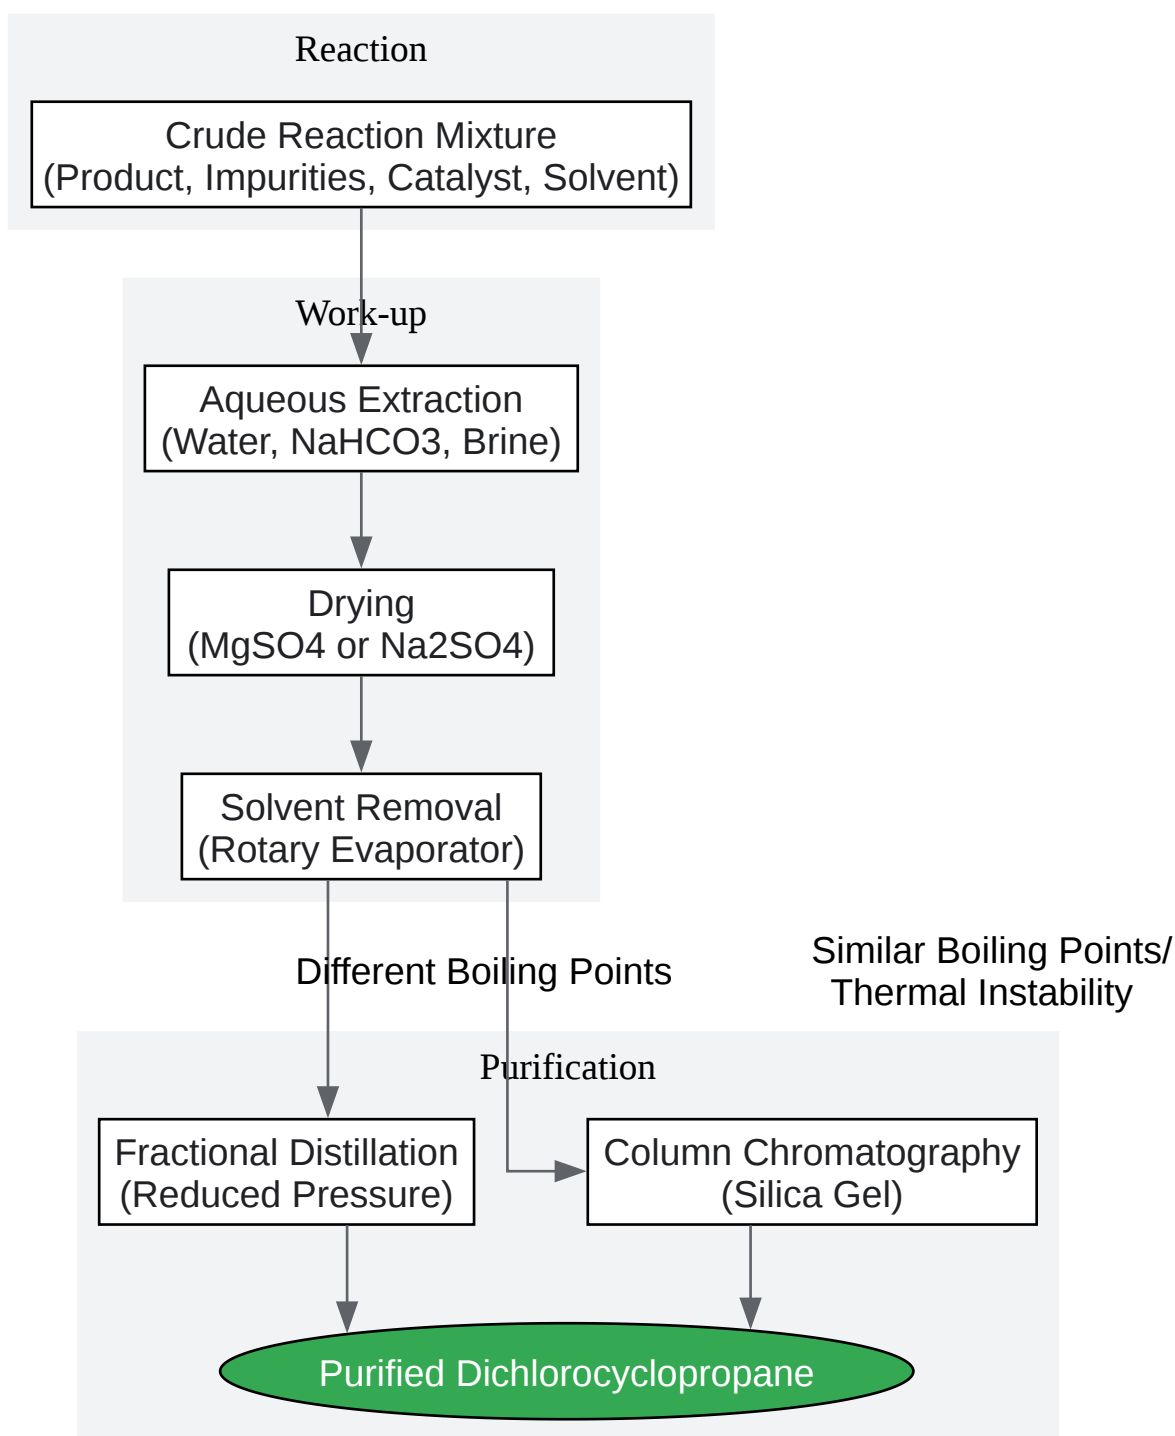 Reaction
Crude Reaction Mixture
(Product, Impurities, Catalyst, Solvent)
Work-up
Aqueous Extraction
(Water, NaHCO3, Brine)
Drying
(MgSO4 or Na2SO4)
Solvent Removal
(Rotary Evaporator)
Different Boiling Points
Similar Boiling Points/
Thermal Instability
Purification
Fractional Distillation
(Reduced Pressure)
Column Chromatography
(Silica Gel)
Purified Dichlorocyclopropane